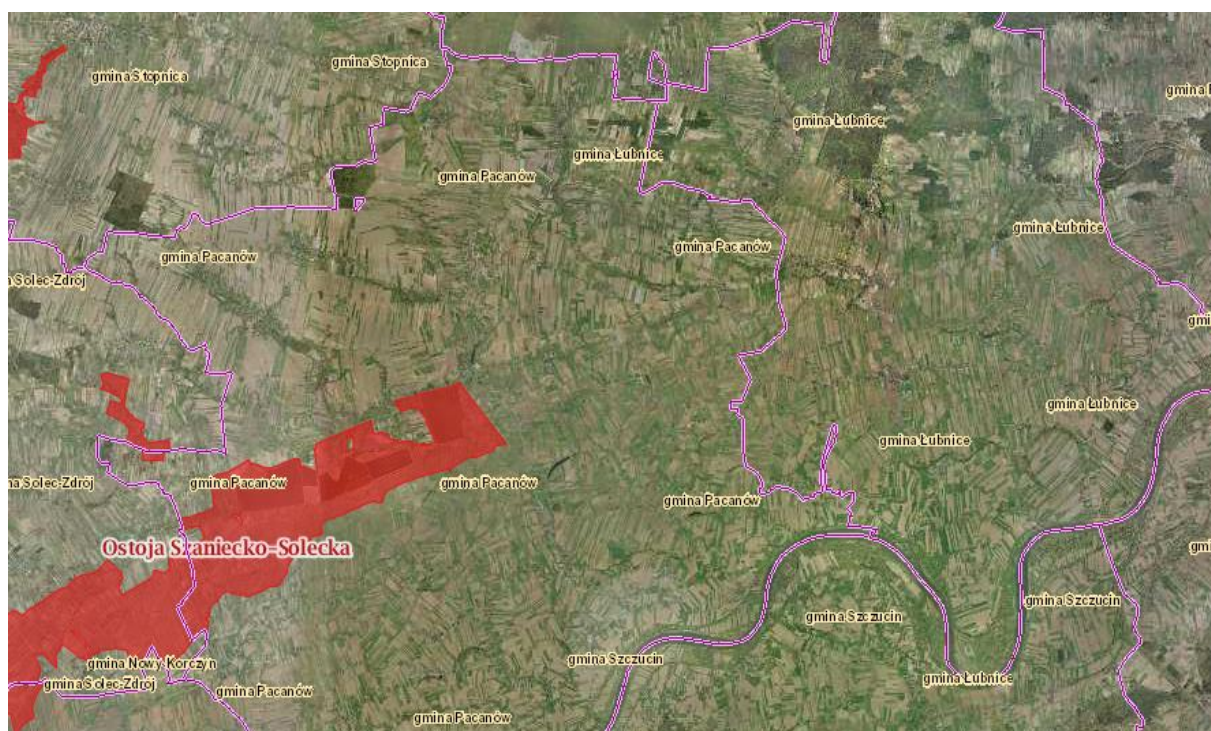 gmina Stopnica
gmina Stopnica
gmina Łubnice
gmina Łubnice
gmina Pacanów
gmina Łubnice
gmina Pacanów
gmina Pacanów
Solec-Zdrój
gmina Łubnice
gmina Łubnice
Solec-Zdrój
gmina Pacanów
gmina Pacanów
gmina Pacanów
Ostoja Szaniecko-Solecka
gmina Szczucin
gmina Szczucin
gmina Szczucin
gmina Nowy Korczyn
gmina Solec-Zdrój
gmina Łubnice
gmina Pacanów
gmina Pacanów